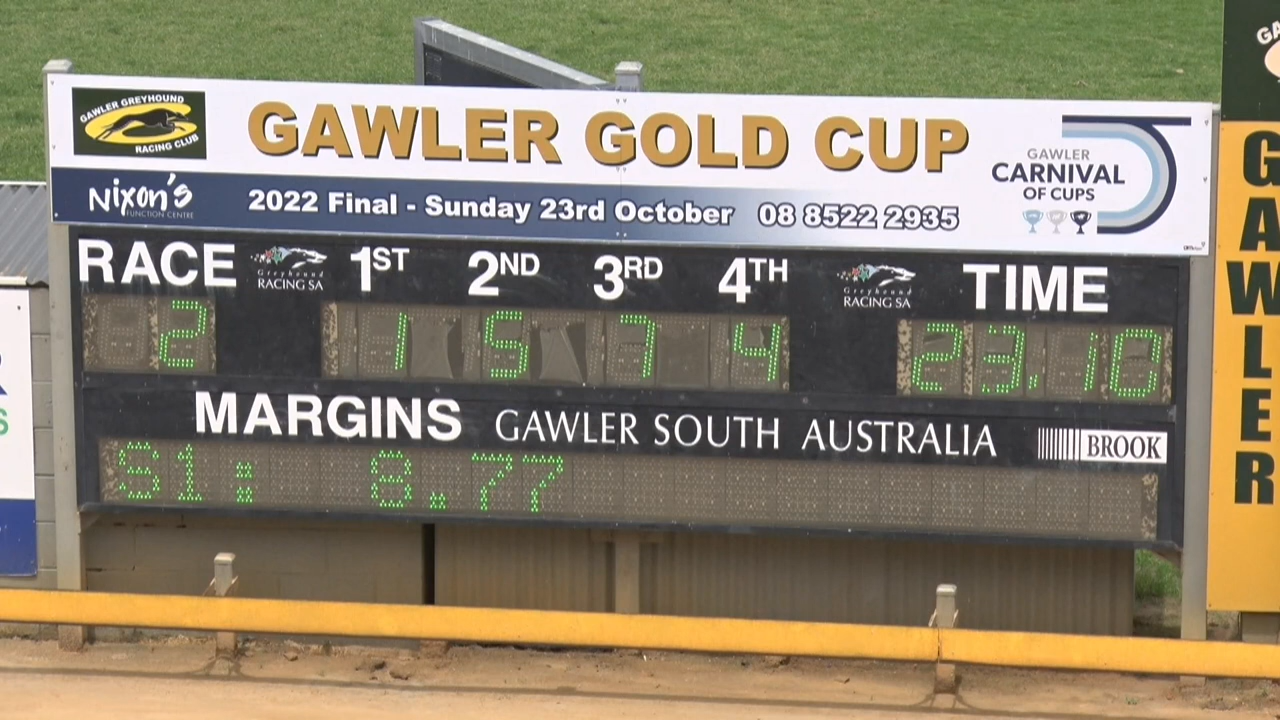 GAWLER GREYHOUND
RACING CLUB
GAWLER GOLD CUP
GAWLER
CARNIVAL
OF CUPS
Nixon's
FUNCTION CENTRE
2022 Final - Sunday 23rd October 08 8522 2935
RACE Greyhound RACING SA 1ST 2ND 3RD 4TH Greyhound RACING SA TIME
2 1 5 7 4 23.10
MARGINS GAWLER SOUTH AUSTRALIA BROOK
S1: 8.77
GAWLER